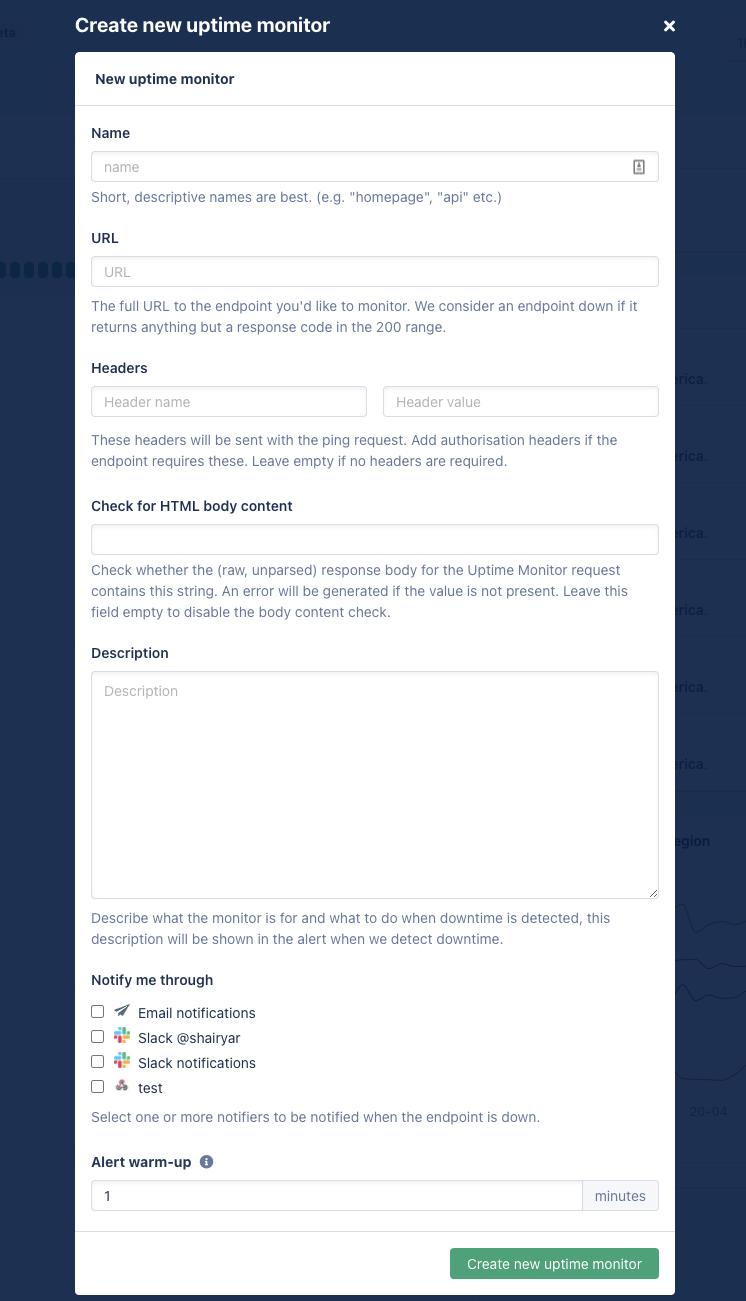 Create new uptime monitor
New uptime monitor
Name
name
Short, descriptive names are best. (e.g. "homepage", "api" etc.)
URL
URL
The full URL to the endpoint you'd like to monitor. We consider an endpoint down if it
returns anything but a response code in the 200 range.
Headers
Header name
Header value
These headers will be sent with the ping request. Add authorisation headers if the
endpoint requires these. Leave empty if no headers are required.
Check for HTML body content
Check whether the (raw, unparsed) response body for the Uptime Monitor request
contains this string. An error will be generated if the value is not present. Leave this
field empty to disable the body content check.
Description
Description
Describe what the monitor is for and what to do when downtime is detected, this
description will be shown in the alert when we detect downtime.
Notify me through
Email notifications
Slack @shairyar
Slack notifications
test
Select one or more notifiers to be notified when the endpoint is down.
Alert warm-up
1
minutes
Create new uptime monitor
20-04